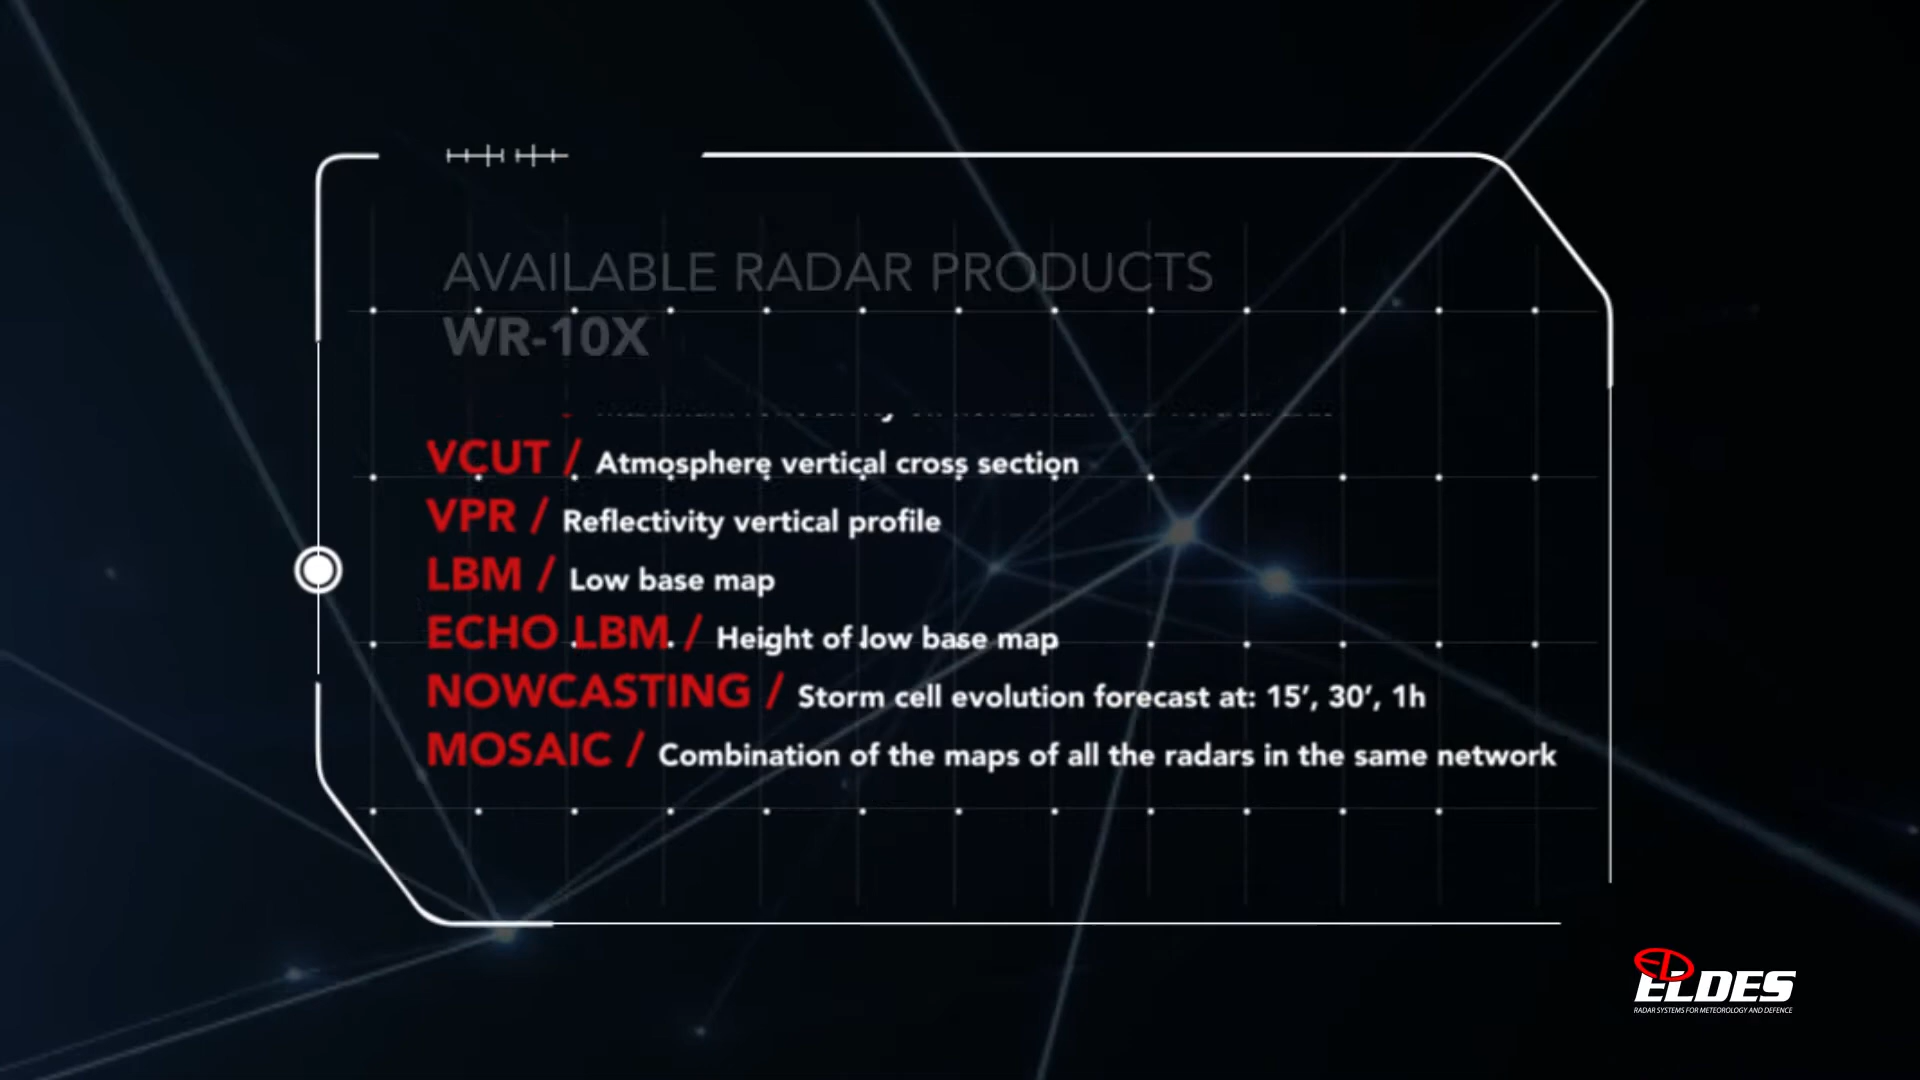 AVAILABLE RADAR PRODUCTS
WR-10X
VCUT / Atmosphere vertical cross section
VPR / Reflectivity vertical profile
LBM / Low base map
ECHO LBM / Height of low base map
NOWCASTING / Storm cell evolution forecast at: 15’, 30’, 1h
MOSAIC / Combination of the maps of all the radars in the same network
ELDES
RADAR SYSTEMS FOR METEOROLOGY AND DEFENCE